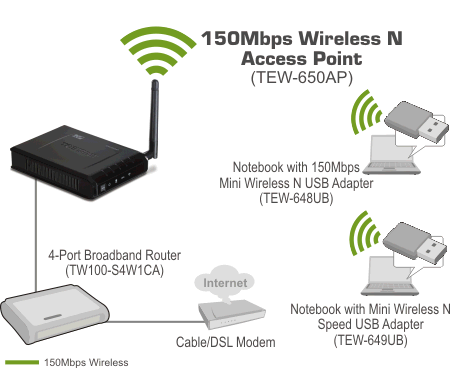 150Mbps Wireless N
Access Point
(TEW-650AP)
Notebook with 150Mbps
Mini Wireless N USB Adapter
(TEW-648UB)
4-Port Broadband Router
(TW100-S4W1CA)
Internet
Cable/DSL Modem
Notebook with Mini Wireless N
Speed USB Adapter
(TEW-649UB)
150Mbps Wireless